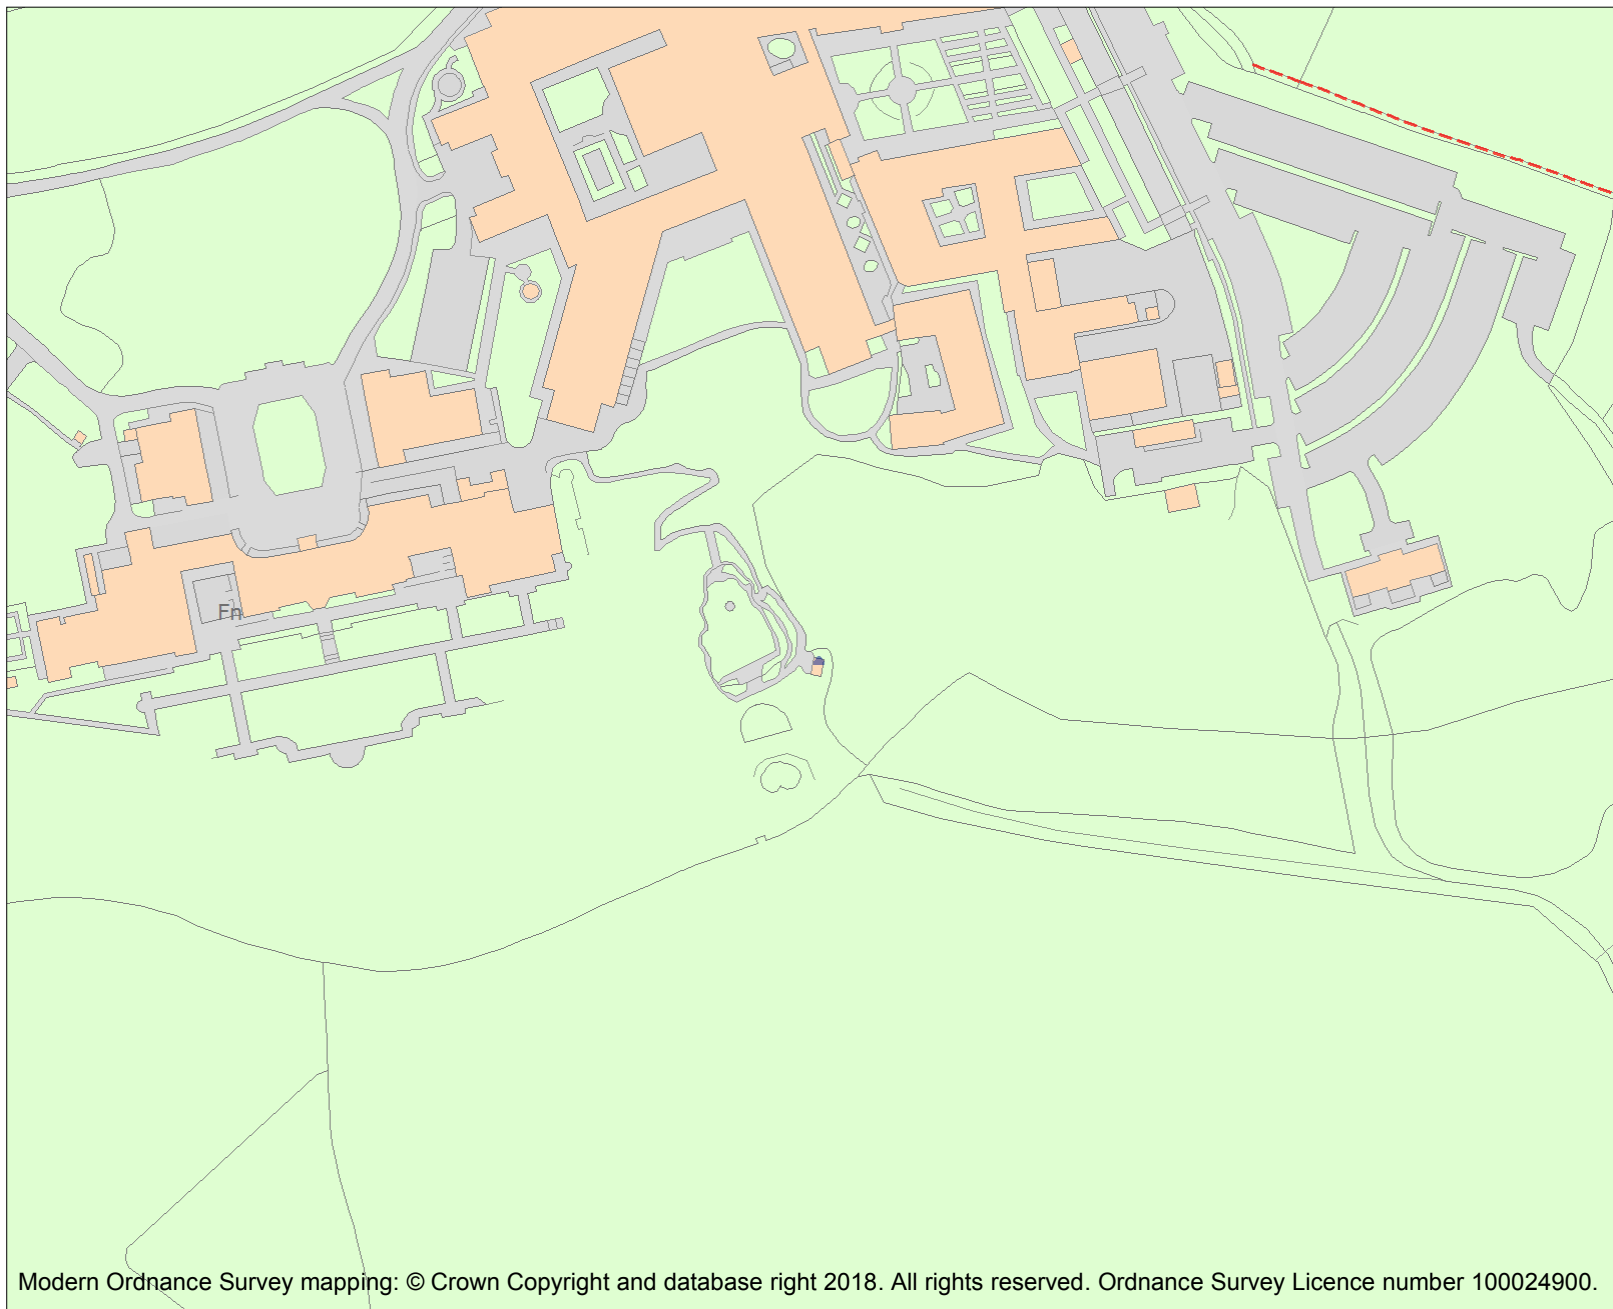 Fn
Modern Ordnance Survey mapping: © Crown Copyright and database right 2018. All rights reserved. Ordnance Survey Licence number 100024900.